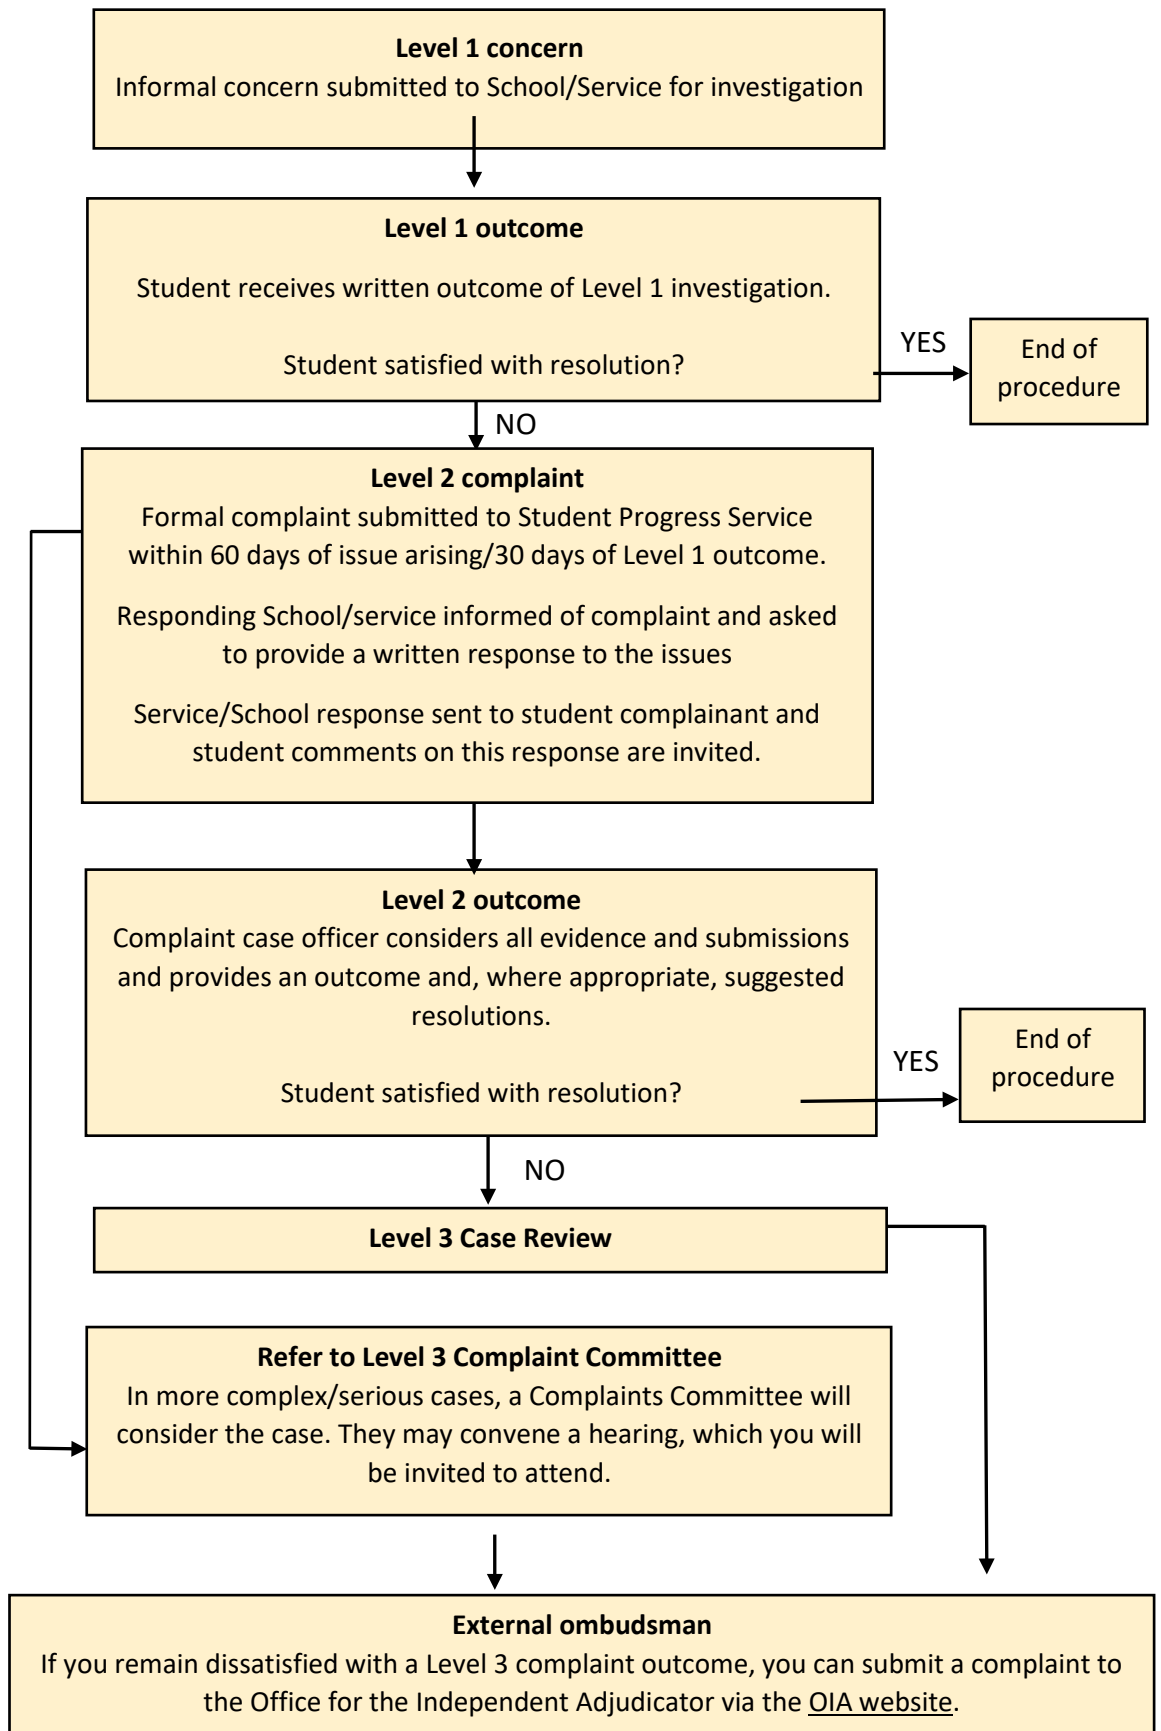 Level 1 concern
Informal concern submitted to School/Service for investigation
Level 1 outcome
Student receives written outcome of Level 1 investigation.
Student satisfied with resolution?
YES
End of
procedure
NO
Level 2 complaint
Formal complaint submitted to Student Progress Service
within 60 days of issue arising/30 days of Level 1 outcome.
Responding School/service informed of complaint and asked
to provide a written response to the issues
Service/School response sent to student complainant and
student comments on this response are invited.
Level 2 outcome
Complaint case officer considers all evidence and submissions
and provides an outcome and, where appropriate, suggested
resolutions.
Student satisfied with resolution?
YES
End of
procedure
NO
Level 3 Case Review
Refer to Level 3 Complaint Committee
In more complex/serious cases, a Complaints Committee will
consider the case. They may convene a hearing, which you will
be invited to attend.
External ombudsman
If you remain dissatisfied with a Level 3 complaint outcome, you can submit a complaint to
the Office for the Independent Adjudicator via the OIA website.